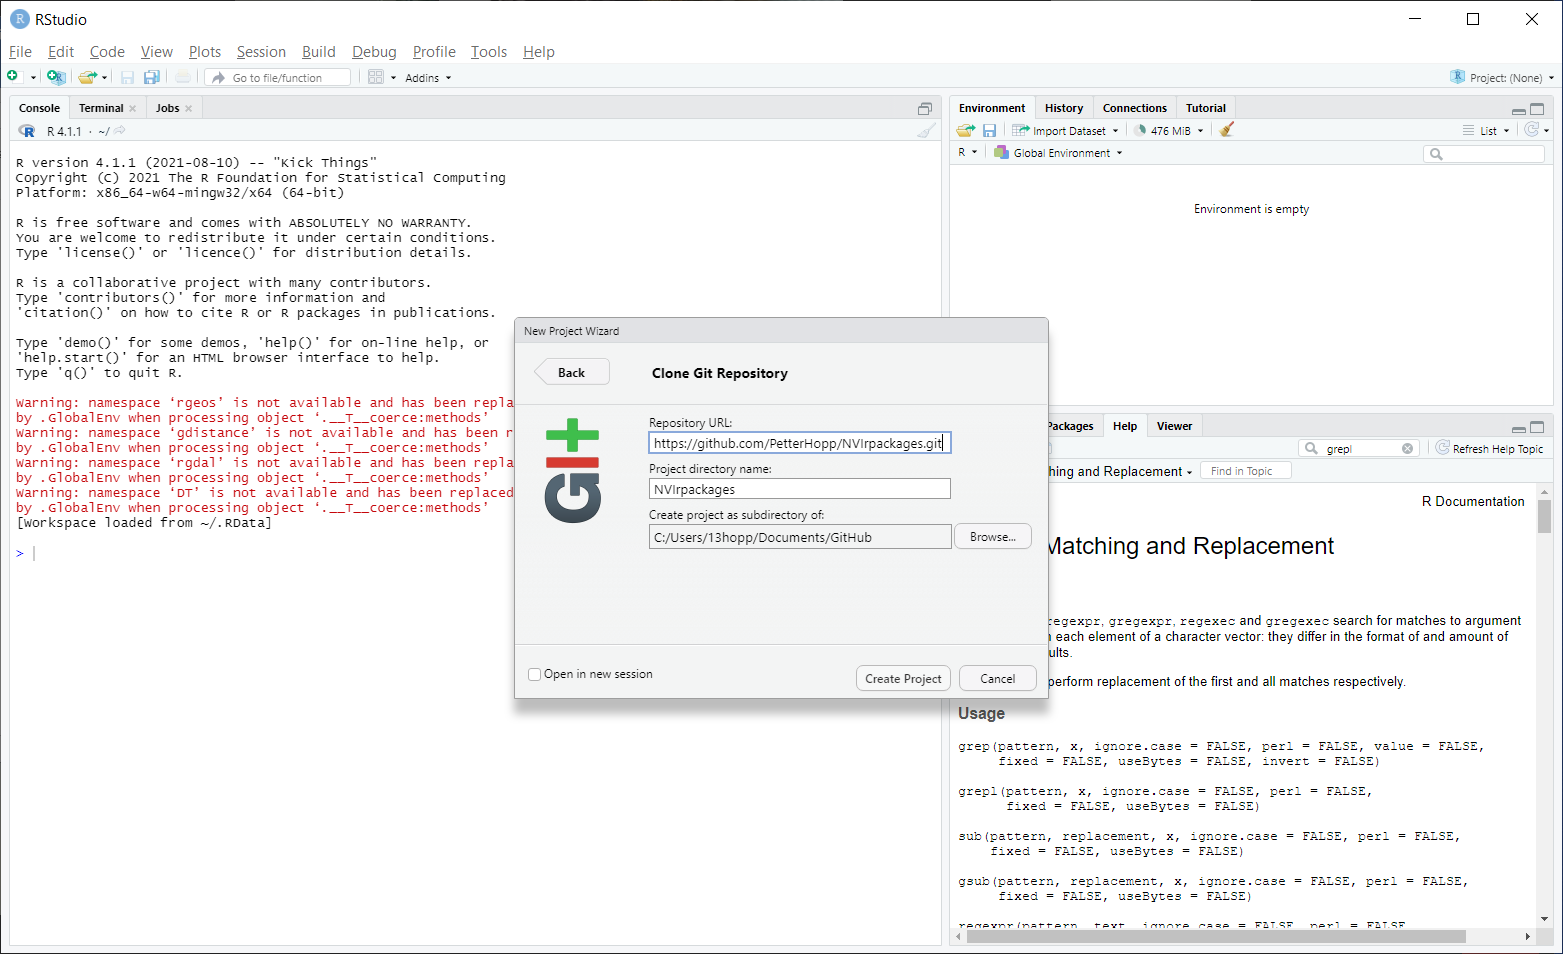 RStudio
File Edit Code View Plots Session Build Debug Profile Tools Help
Go to file/function Addins Project: (None)
Console Terminal Jobs
R 4.1.1 · ~/
R version 4.1.1 (2021-08-10) -- "Kick Things"
Copyright (C) 2021 The R Foundation for Statistical Computing
Platform: x86_64-w64-mingw32/x64 (64-bit)
R is free software and comes with ABSOLUTELY NO WARRANTY.
You are welcome to redistribute it under certain conditions.
Type 'license()' or 'licence()' for distribution details.
R is a collaborative project with many contributors.
Type 'contributors()' for more information and
'citation()' on how to cite R or R packages in publications.
Type 'demo()' for some demos, 'help()' for on-line help, or
'help.start()' for an HTML browser interface to help.
Type 'q()' to quit R.
Warning: namespace ‘rgeos’ is not available and has been repla
by .GlobalEnv when processing object ‘.__T__coerce:methods’
Warning: namespace ‘gdistance’ is not available and has been r
by .GlobalEnv when processing object ‘.__T__coerce:methods’
Warning: namespace ‘rgdal’ is not available and has been repla
by .GlobalEnv when processing object ‘.__T__coerce:methods’
Warning: namespace ‘DT’ is not available and has been replaced
by .GlobalEnv when processing object ‘.__T__coerce:methods’
[Workspace loaded from ~/.RData]
>
New Project Wizard
Back
Clone Git Repository
GIT
Repository URL:
https://github.com/PetterHopp/NVIrpackages.git
Project directory name:
NVIrpackages
Create project as subdirectory of:
C:/Users/13hopp/Documents/GitHub Browse...
Open in new session Create Project Cancel
Environment History Connections Tutorial
Import Dataset 476 MiB List
R Global Environment
Environment is empty
Packages Help Viewer
grepl Refresh Help Topic
hing and Replacement Find in Topic
R Documentation
Matching and Replacement
regexpr, gregexpr, regexec and gregexec search for matches to argument
each element of a character vector: they differ in the format of and amount of
ults.
perform replacement of the first and all matches respectively.
Usage
grep(pattern, x, ignore.case = FALSE, perl = FALSE, value = FALSE,
fixed = FALSE, useBytes = FALSE, invert = FALSE)
grepl(pattern, x, ignore.case = FALSE, perl = FALSE,
fixed = FALSE, useBytes = FALSE)
sub(pattern, replacement, x, ignore.case = FALSE, perl = FALSE,
fixed = FALSE, useBytes = FALSE)
gsub(pattern, replacement, x, ignore.case = FALSE, perl = FALSE,
fixed = FALSE, useBytes = FALSE)
regexpr(pattern, text, ignore.case = FALSE, perl = FALSE,